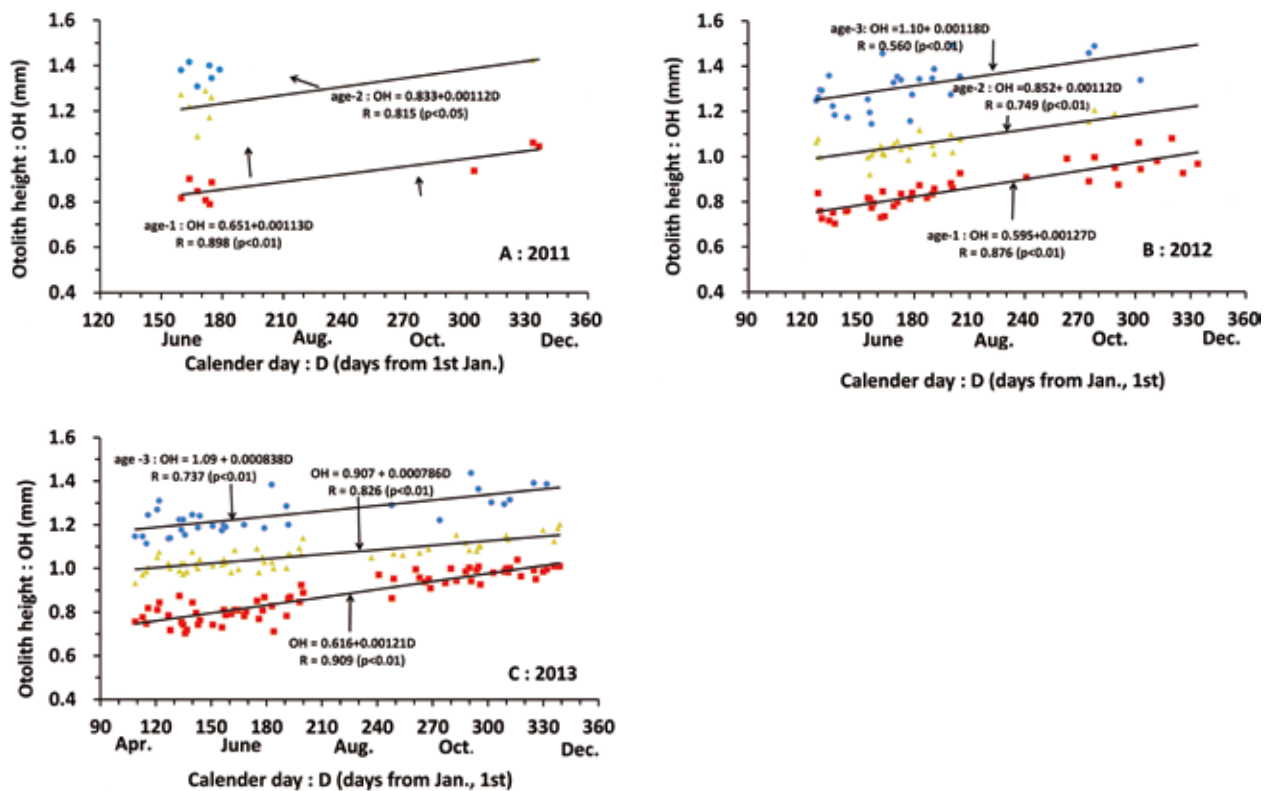 Otolith height : OH (mm)
1.6
1.4
1.2
1.0
0.8
0.6
0.4
age-2 : OH = 0.833+0.00112D
R = 0.815 (p<0.05)
age-1 : OH = 0.651+0.00113D
R = 0.898 (p<0.01)
A : 2011
120 150 180 210 240 270 300 330 360
June Aug. Oct. Dec.
Calender day : D (days from 1st Jan.)
Otolith height : OH (mm)
1.6
1.4
1.2
1.0
0.8
0.6
0.4
age-3: OH =1.10+ 0.00118D
R = 0.560 (p<0.01)
age-2 : OH =0.852+ 0.00112D
R = 0.749 (p<0.01)
age-1 : OH = 0.595+0.00127D
R = 0.876 (p<0.01)
B : 2012
90 120 150 180 210 240 270 300 330 360
June Aug. Oct. Dec.
Calender day : D (days from Jan., 1st)
Otolith height : OH (mm)
1.6
1.4
1.2
1.0
0.8
0.6
0.4
age -3: OH = 1.09 + 0.000838D
R = 0.737 (p<0.01)
OH = 0.907 + 0.000786D
R = 0.826 (p<0.01)
OH = 0.616+0.00121D
R = 0.909 (p<0.01)
C : 2013
90 120 150 180 210 240 270 300 330 360
Apr. June Aug. Oct. Dec.
Calender day : D (days from Jan., 1st)